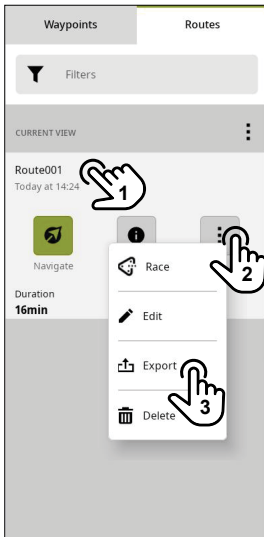 Waypoints Routes
Filters
CURRENT VIEW
Route001
Today at 14:24
1
2
Navigate
Race
Duration
16min
Edit
Export
3
Delete